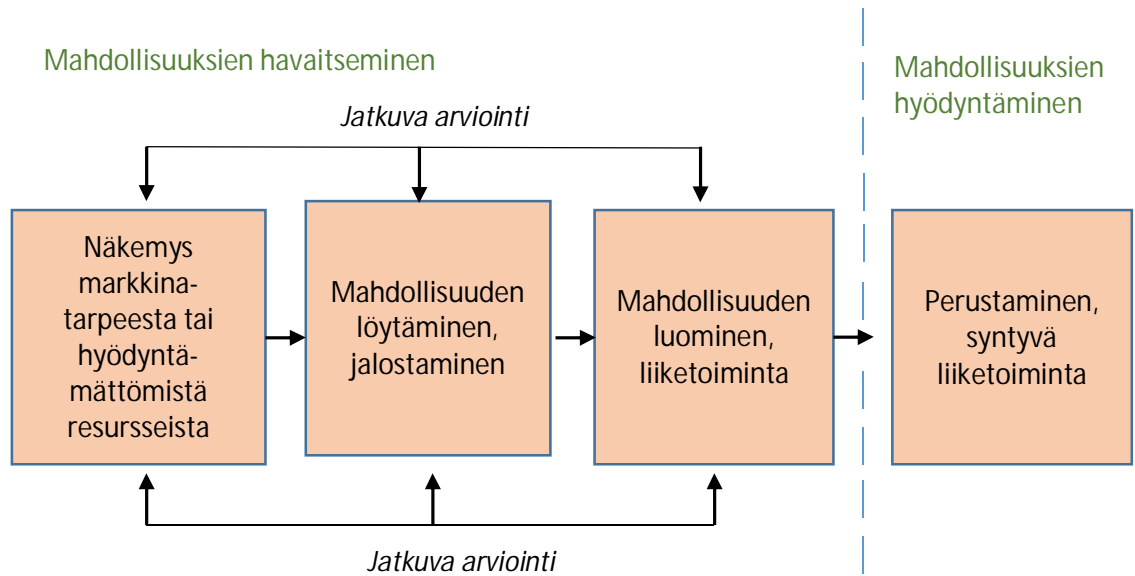 Mahdollisuuksien havaitseminen
Mahdollisuuksien
hyödyntäminen
Jatkuva arviointi
Näkemys
markkina-
tarpeesta tai
hyödyntä-
mättömistä
resursseista
Mahdollisuuden
löytäminen,
jalostaminen
Mahdollisuuden
luominen,
liiketoiminta
Perustaminen,
syntyvä
liiketoiminta
Jatkuva arviointi